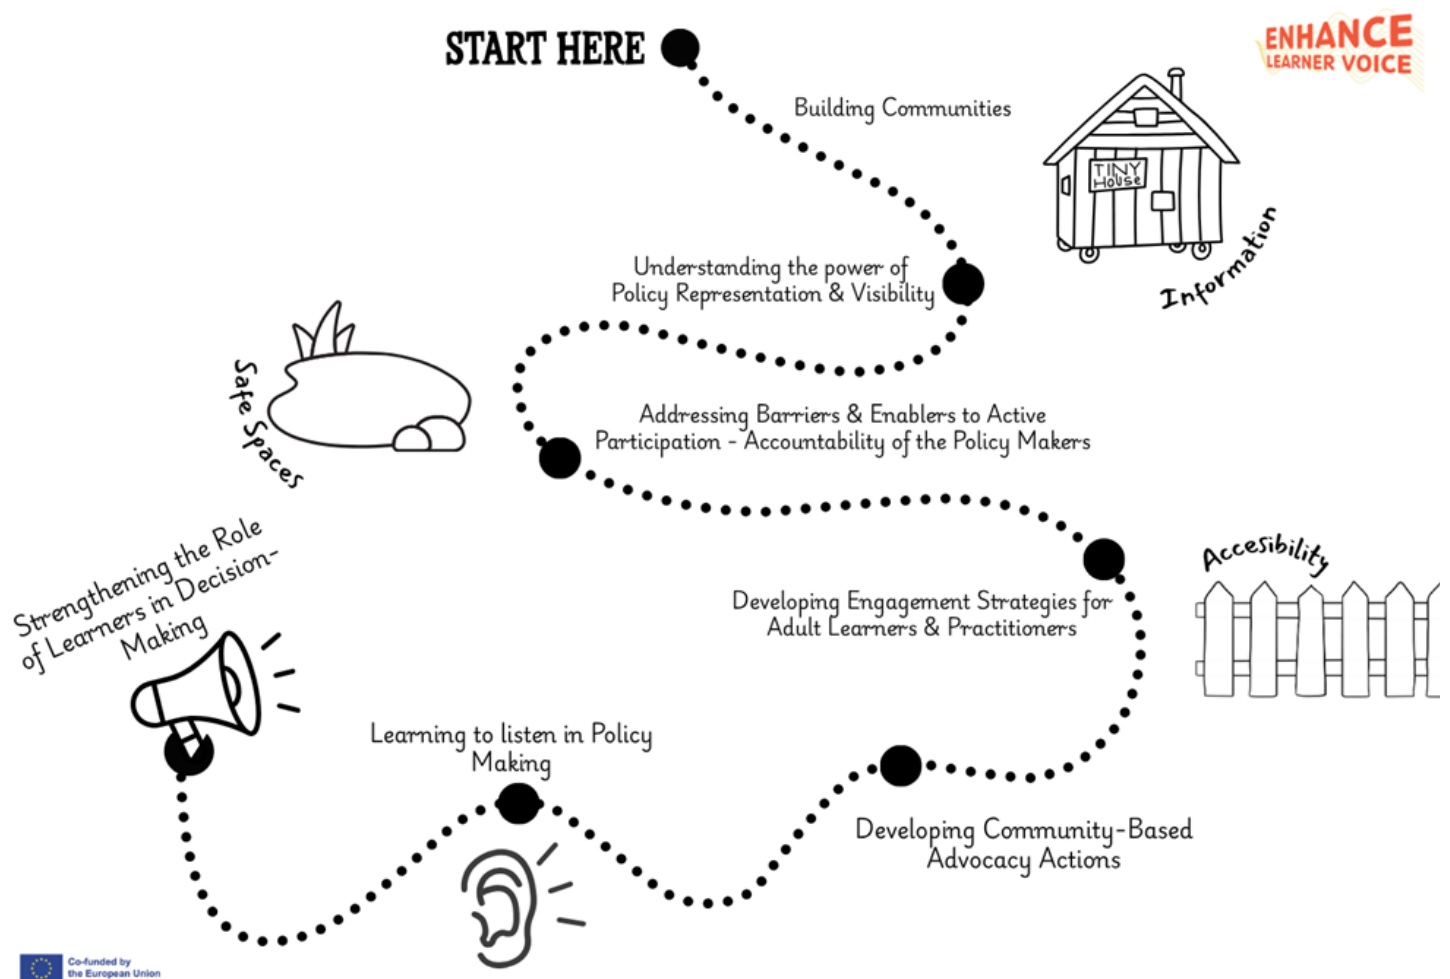 START HERE
ENHANCE
LEARNER VOICE
Building Communities
TINY
HOUSE
Information
Understanding the power of
Policy Representation & Visibility
Safe Spaces
Addressing Barriers & Enablers to Active
Participation - Accountability of the Policy Makers
Accesibility
Developing Engagement Strategies for
Adult Learners & Practitioners
Strengthening the Role
of Learners in Decision-
Making
Learning to listen in Policy
Making
Developing Community-Based
Advocacy Actions
Co-funded by
the European Union